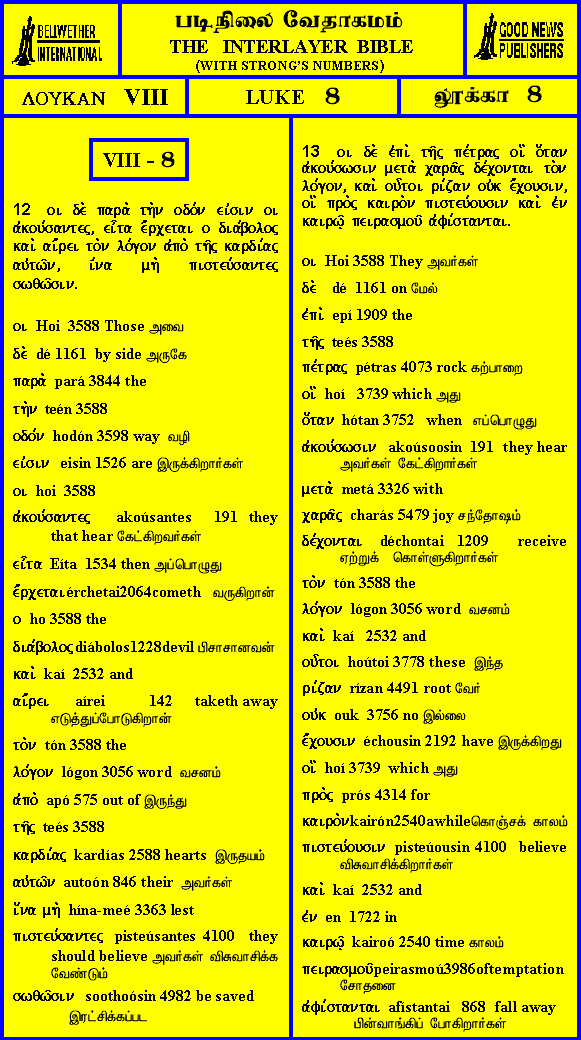 BELLWETHER
INTERNATIONAL
படிநிலை வேதாகமம்
THE INTERLAYER BIBLE
(WITH STRONG'S NUMBERS)
GOOD NEWS
PUBLISHERS
ΛΟΥΚΑΝ VIII
LUKE 8
லூக்கா 8
VIII - 8
12 οι δὲ παρὰ τὴν οδόν εἰσιν οι
ἀκούσαντες, εἶτα ἔρχεται ο διάβολος
καὶ αἴρει τὸν λόγον ἀπὸ τῆς καρδίας
αὐτῶν, ίνα μὴ πιστεύσαντες
σωθῶσιν.
οι Hoi 3588 Those அவை
δὲ dé 1161 by side அருகே
παρὰ pará 3844 the
τὴν teén 3588
οδόν hodón 3598 way வழி
εἰσιν eisin 1526 are இருக்கிறார்கள்
οι hoi 3588
ἀκούσαντες akoúsantes 191 they
that hear கேட்கிறவர்கள்
εἶτα Eíta 1534 then அப்பொழுது
ἔρχεται érchetai2064cometh வருகிறான்
ο ho 3588 the
διάβολος diábolos1228devil பிசாசானவன்
καὶ kaí 2532 and
αἴρει aírei 142 taketh away
எடுத்துப்போடுகிறான்
τὸν tón 3588 the
λόγον lógon 3056 word வசனம்
ἀπὸ apó 575 out of இருந்து
τῆς teés 3588
καρδίας kardías 2588 hearts இருதயம்
αὐτῶν autoón 846 their அவர்கள்
ἵνα μὴ hína-meé 3363 lest
πιστεύσαντες pisteúsantes 4100 they
should believe அவர்கள் விசுவாசிக்க
வேண்டும்
σωθῶσιν soothoósin 4982 be saved
இரட்சிக்கப்பட
13 οι δὲ ἐπὶ τῆς πέτρας οἳ ὅταν
ἀκούσωσιν μετὰ χαρᾶς δέχονται τὸν
λόγον, καὶ οὗτοι ρίζαν οὐκ ἔχουσιν,
οἳ πρὸς καιρὸν πιστεύουσιν καὶ ἐν
καιρῷ πειρασμοῦ ἀφίστανται.
οι Hoi 3588 They அவர்கள்
δὲ dé 1161 on மேல்
ἐπὶ epí 1909 the
τῆς teés 3588
πέτρας pétras 4073 rock கற்பாறை
οἳ hoí 3739 which அது
ὅταν hótan 3752 when எப்பொழுது
ἀκούσωσιν akoúsoosin 191 they hear
அவர்கள் கேட்கிறார்கள்
μετὰ metá 3326 with
χαρᾶς charás 5479 joy சந்தோஷம்
δέχονται déchontai 1209 receive
ஏற்றுக் கொள்ளுகிறார்கள்
τὸν tón 3588 the
λόγον lógon 3056 word வசனம்
καὶ kaí 2532 and
οὗτοι hoútoi 3778 these இந்த
ρίζαν rízan 4491 root வேர்
οὐκ ouk 3756 no இல்லை
ἔχουσιν échousin 2192 have இருக்கிறது
οἳ hoí 3739 which அது
πρὸς prós 4314 for
καιρὸν kairón2540awhile கொஞ்சக் காலம்
πιστεύουσιν pisteúousin 4100 believe
விசுவாசிக்கிறார்கள்
καὶ kaí 2532 and
ἐν en 1722 in
καιρῷ kairoó 2540 time காலம்
πειρασμοῦ peirasmoú3986oftemptation
சோதனை
ἀφίστανται afístantai 868 fall away
பின்வாங்கிப் போகிறார்கள்